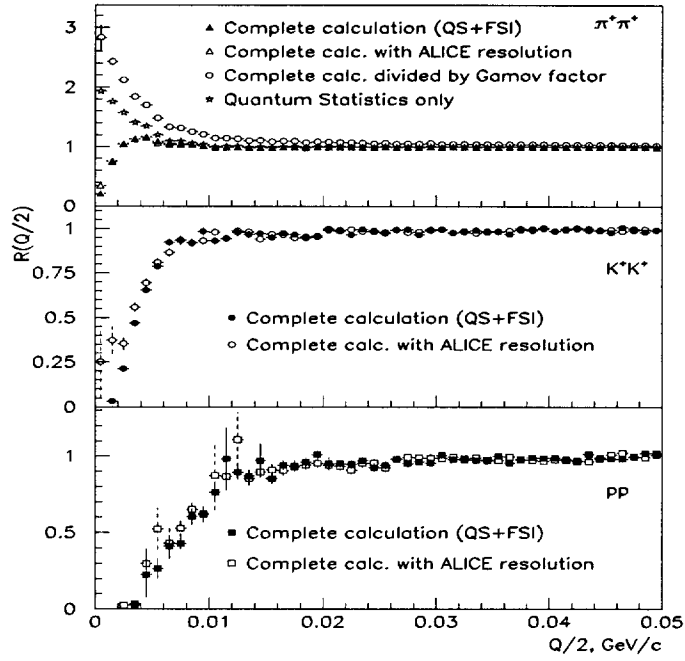 3
2
1
0
▲ Complete calculation (QS+FSI)
△ Complete calc. with ALICE resolution
○ Complete calc. divided by Gamov factor
☆ Quantum Statistics only
π⁺π⁺
R(Q/2)
1
0.75
0.5
0.25
0
K⁺K⁺
● Complete calculation (QS+FSI)
○ Complete calc. with ALICE resolution
1
0.5
0
PP
■ Complete calculation (QS+FSI)
□ Complete calc. with ALICE resolution
0 0.01 0.02 0.03 0.04 0.05
Q/2, GeV/c